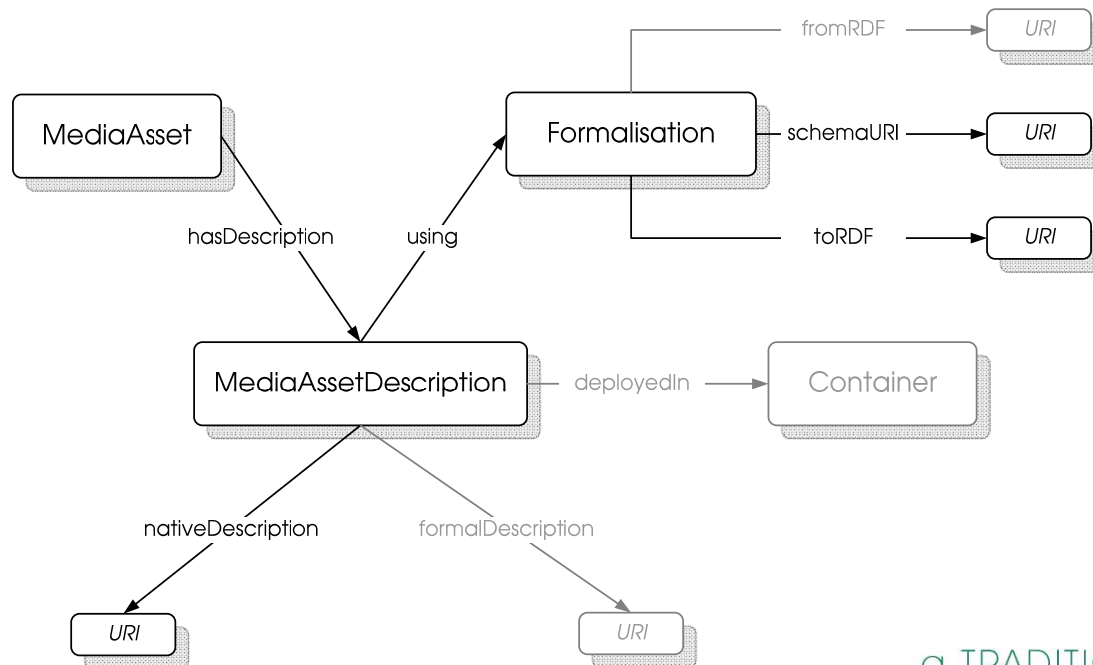 fromRDF
URI
MediaAsset
Formalisation
schemaURI
URI
hasDescription
using
toRDF
URI
MediaAssetDescription
deployedIn
Container
nativeDescription
formalDescription
URI
URI
a